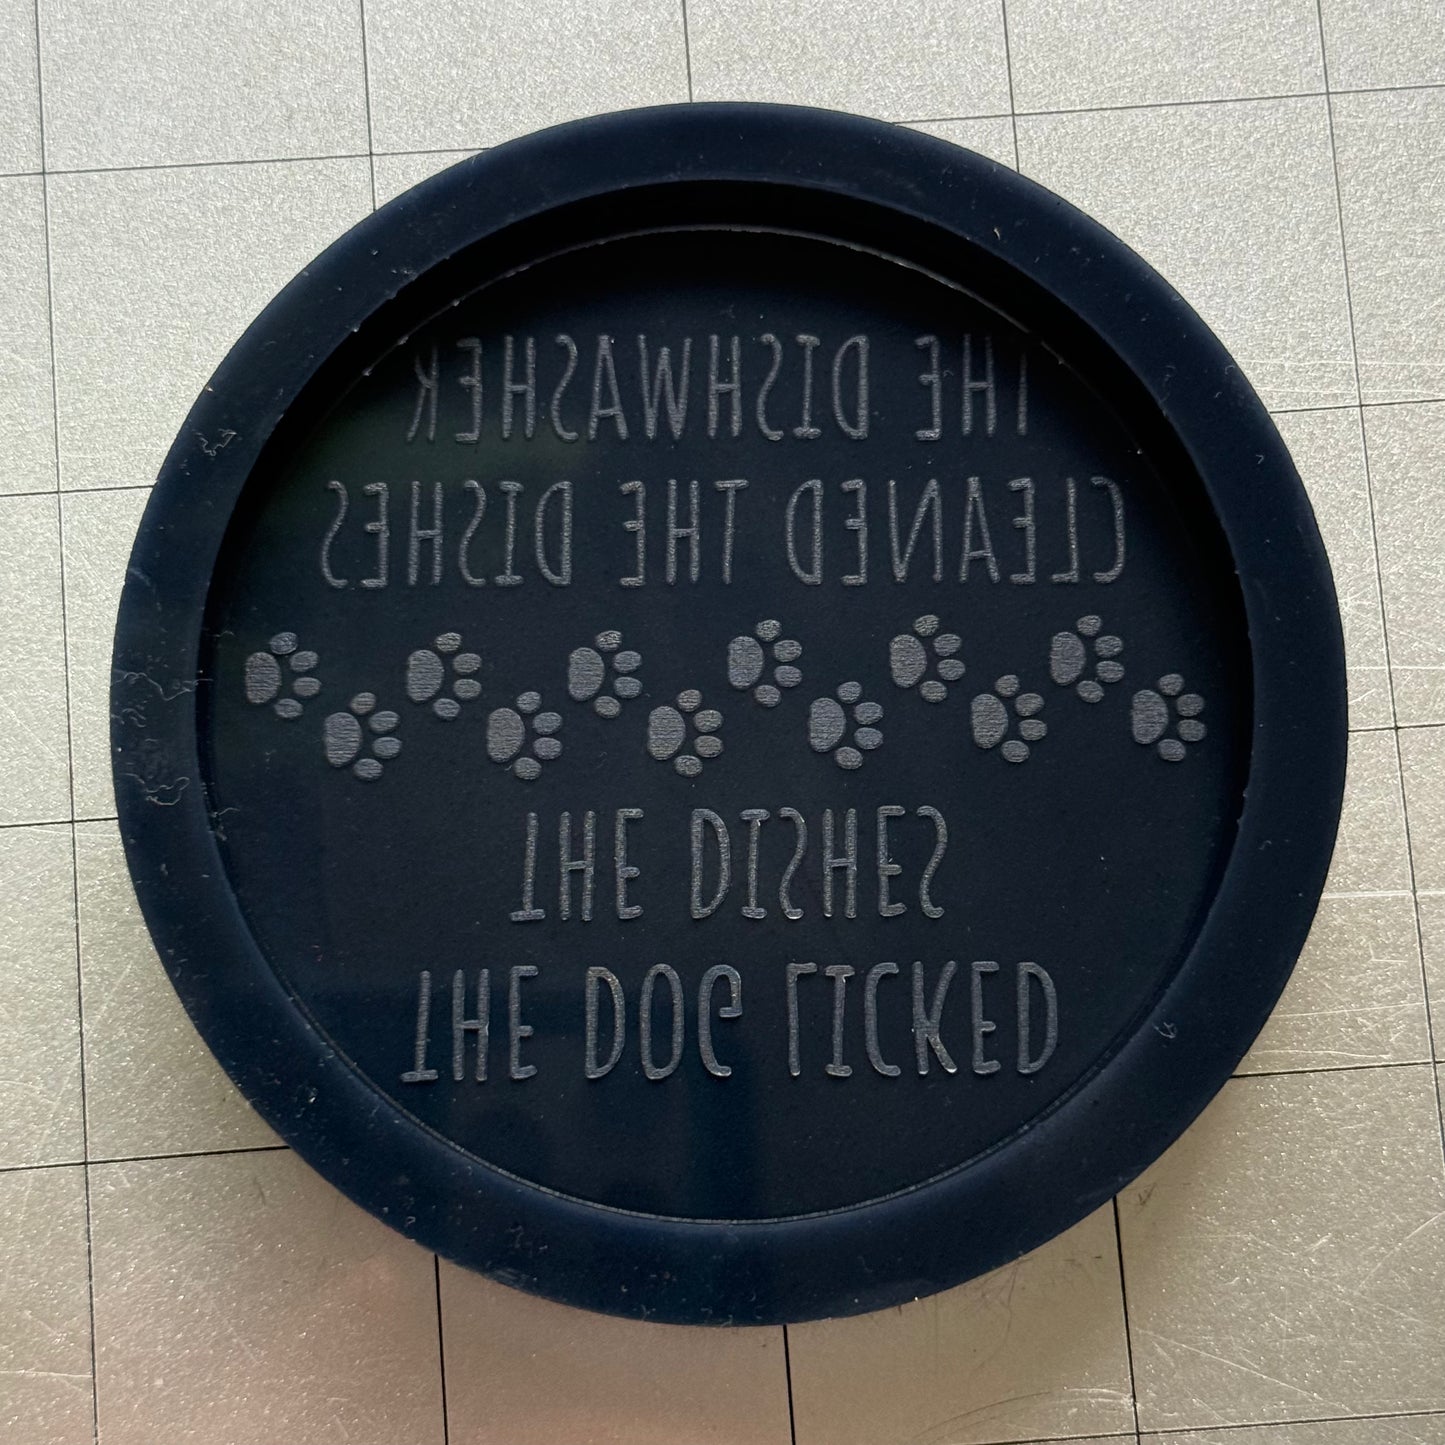 THE DISHWASHER
CLEANED THE DISHES
THE DISHES
THE DOG LICKED